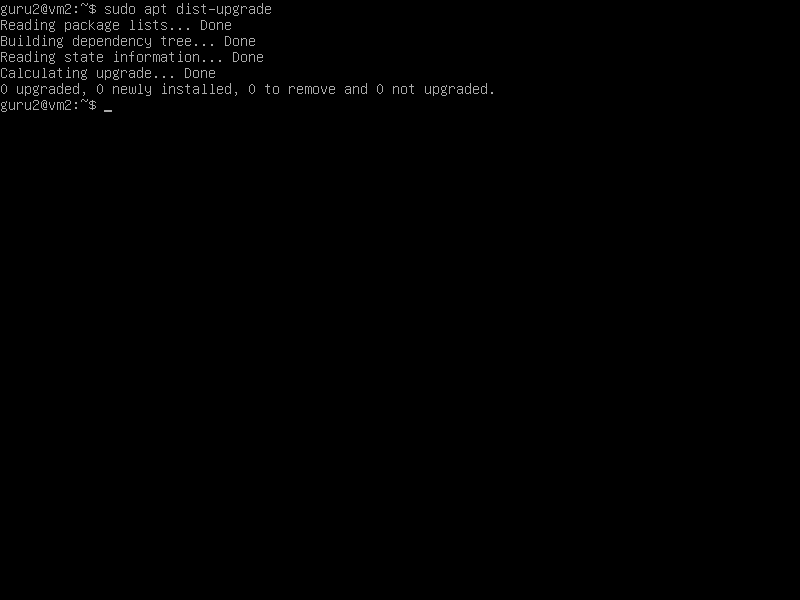 guru2@vm2:~$ sudo apt dist-upgrade
Reading package lists... Done
Building dependency tree... Done
Reading state information... Done
Calculating upgrade... Done
0 upgraded, 0 newly installed, 0 to remove and 0 not upgraded.
guru2@vm2:~$ _